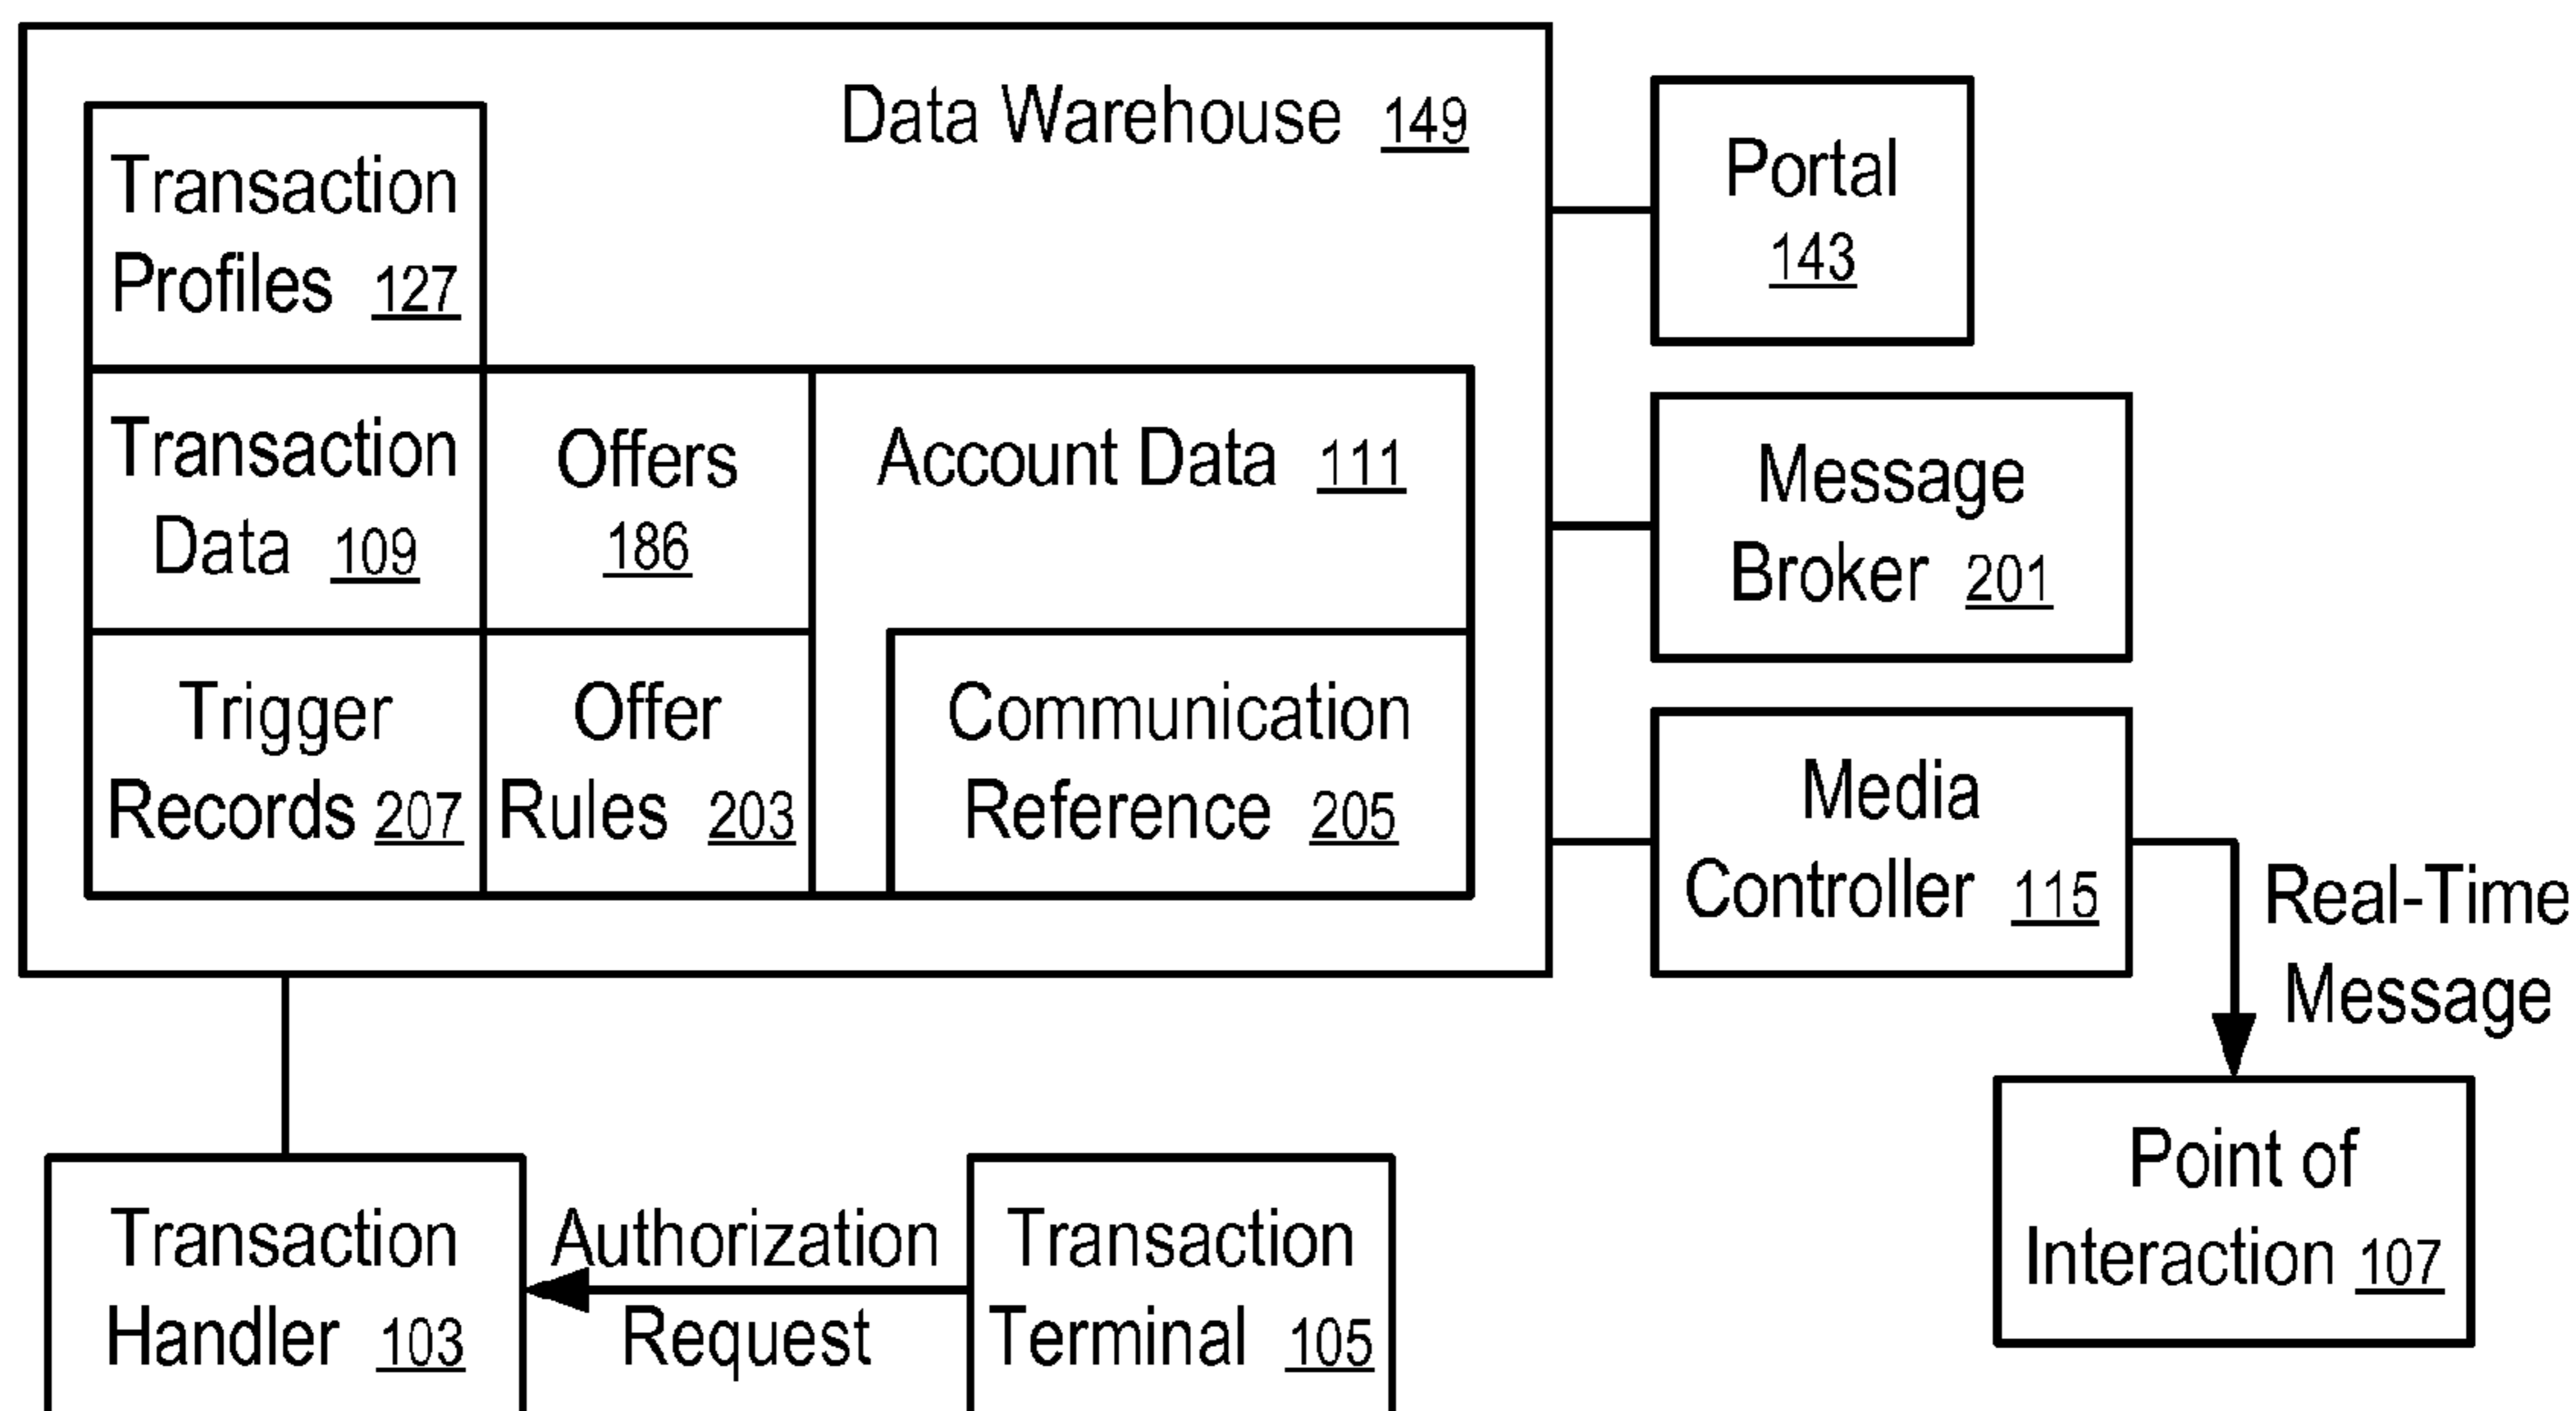 Data Warehouse 149
Transaction
Profiles 127
Transaction
Data 109
Offers
186
Account Data 111
Trigger
Records 207
Offer
Rules 203
Communication
Reference 205
Portal
143
Message
Broker 201
Media
Controller 115
Real-Time
Message
Point of
Interaction 107
Transaction
Handler 103
Authorization
Request
Transaction
Terminal 105